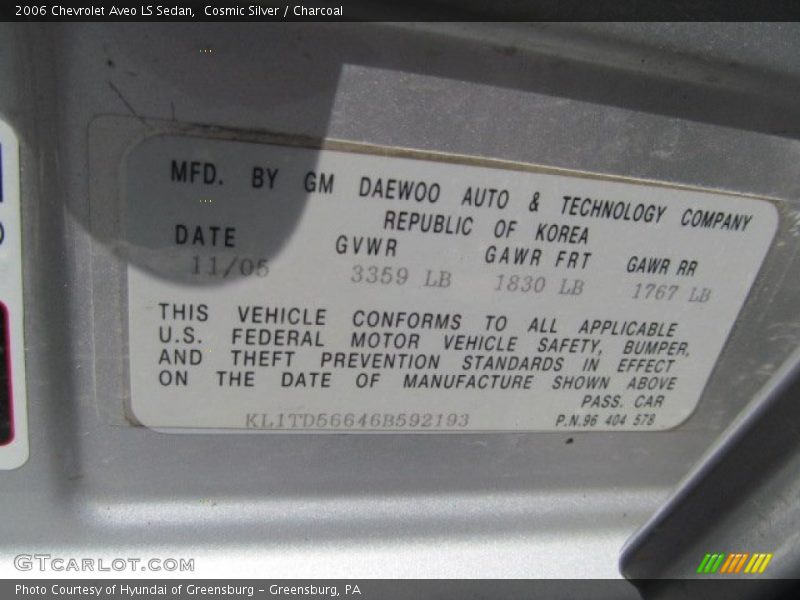 2006 Chevrolet Aveo LS Sedan,  Cosmic Silver / Charcoal
MFD. BY GM DAEWOO AUTO & TECHNOLOGY COMPANY
REPUBLIC OF KOREA
DATE GVWR GAWR FRT GAWR RR
11/05 3359 LB 1830 LB 1767 LB
THIS VEHICLE CONFORMS TO ALL APPLICABLE
U.S. FEDERAL MOTOR VEHICLE SAFETY, BUMPER,
AND THEFT PREVENTION STANDARDS IN EFFECT
ON THE DATE OF MANUFACTURE SHOWN ABOVE
PASS. CAR
KL1TD56646B592193 P.N.96 404 578
GTCARLOT.COM
Photo Courtesy of Hyundai of Greensburg - Greensburg, PA